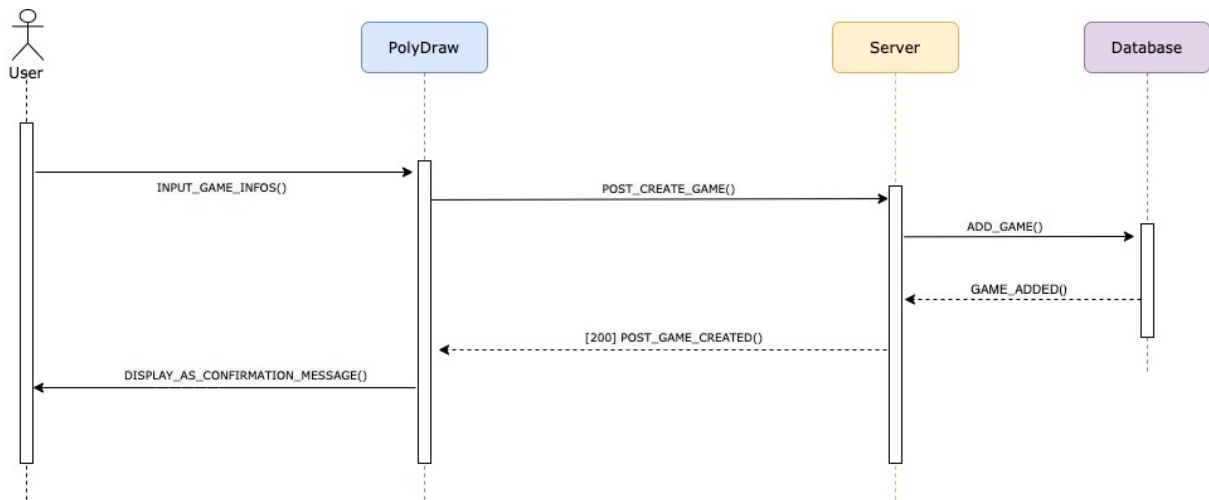 PolyDraw
Server
Database
User
INPUT_GAME_INFOS()
POST_CREATE_GAME()
ADD_GAME()
GAME_ADDED()
[200] POST_GAME_CREATED()
DISPLAY_AS_CONFIRMATION_MESSAGE()